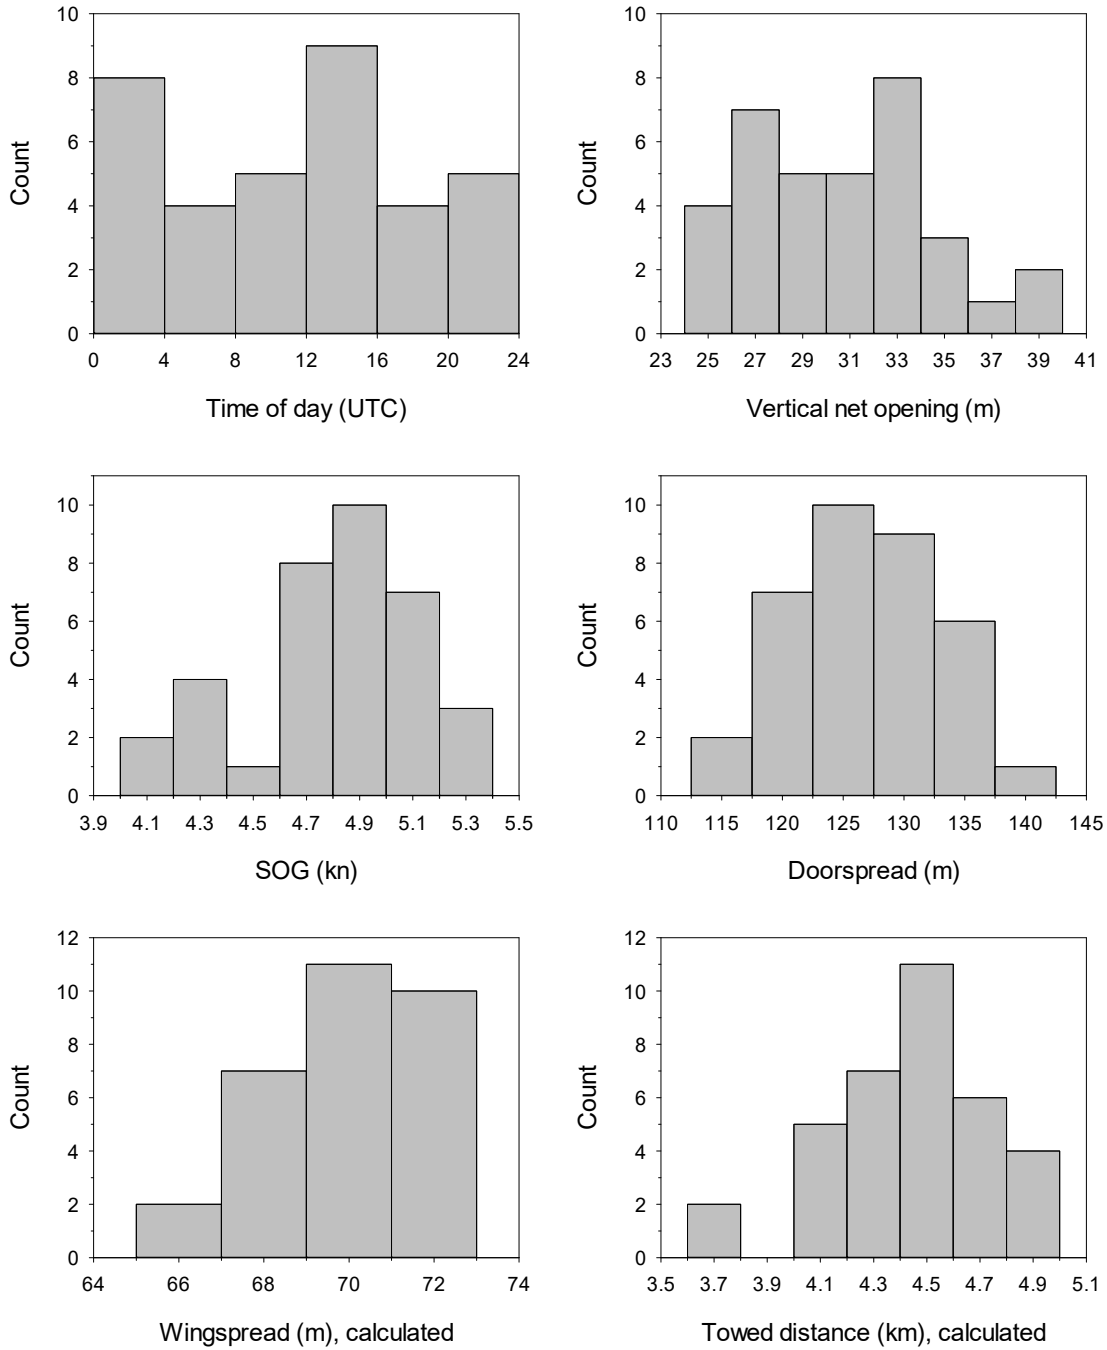 10
8
6
4
2
0
Count
0 4 8 12 16 20 24
Time of day (UTC)
10
8
6
4
2
0
Count
23 25 27 29 31 33 35 37 39 41
Vertical net opening (m)
10
8
6
4
2
0
Count
3.9 4.1 4.3 4.5 4.7 4.9 5.1 5.3 5.5
SOG (kn)
10
8
6
4
2
0
Count
110 115 120 125 130 135 140 145
Doorspread (m)
12
10
8
6
4
2
0
Count
64 66 68 70 72 74
Wingspread (m), calculated
12
10
8
6
4
2
0
Count
3.5 3.7 3.9 4.1 4.3 4.5 4.7 4.9 5.1
Towed distance (km), calculated